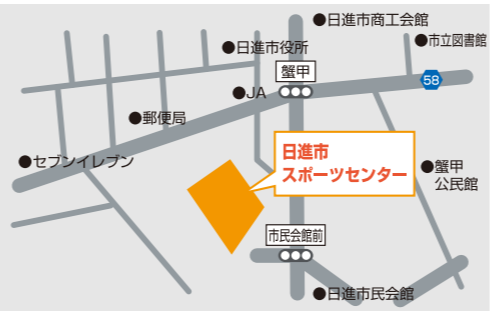 ●日進市商工会館
●日進市役所
●市立図書館
蟹甲
58
●JA
●郵便局
●セブンイレブン
日進市
スポーツセンター
●蟹甲
公民館
市民会館前
●日進市民会館